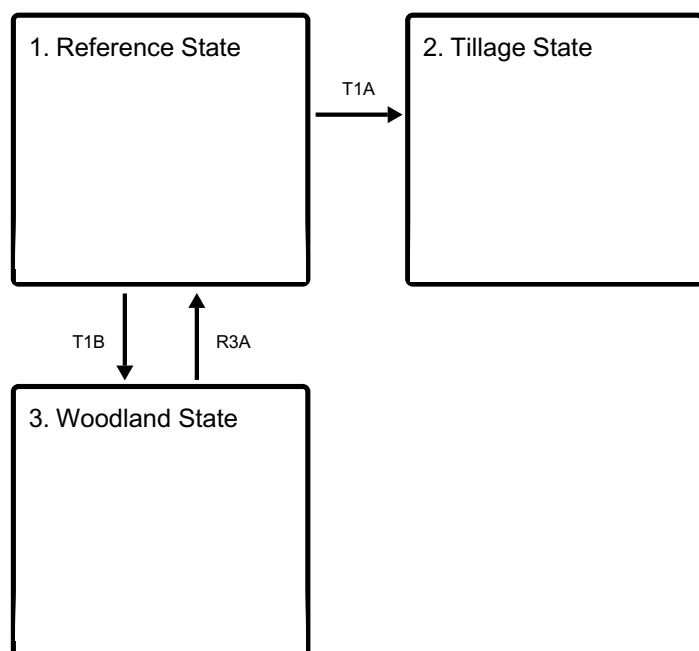 1. Reference State
2. Tillage State
T1A
T1B
R3A
3. Woodland State